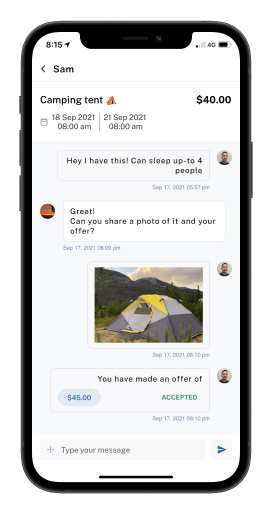 8:15
4G
Sam
Camping tent
$40.00
18 Sep 2021
08:00 am
21 Sep 2021
08:00 am
Hey I have this! Can sleep up-to 4
people
Sep 17, 2021 05:57 pm
Great!
Can you share a photo of it and your
offer?
Sep 17, 2021 08:09 pm
Sep 17, 2021 08:10 pm
You have made an offer of
$45.00
ACCEPTED
Sep 17, 2021 08:10 pm
Type your message